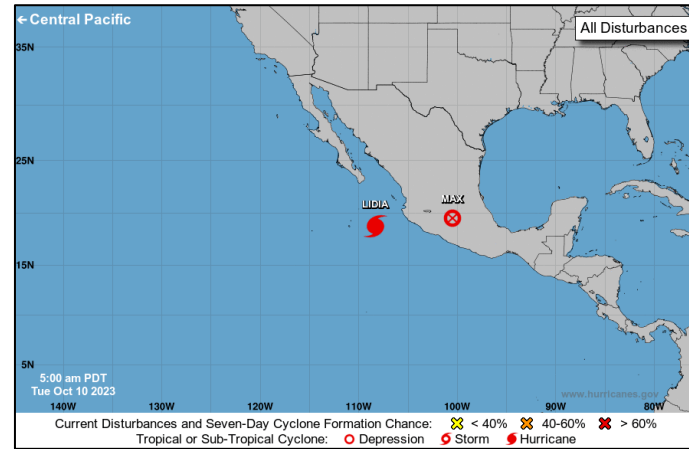 ← Central Pacific
All Disturbances
35N
25N
LIDIA
MAX
15N
5N
5:00 am PDT
Tue Oct 10 2023
www.hurricanes.gov
140W 130W 120W 110W 100W 90W 80W
Current Disturbances and Seven-Day Cyclone Formation Chance: < 40% 40-60% > 60%
Tropical or Sub-Tropical Cyclone: Depression Storm Hurricane